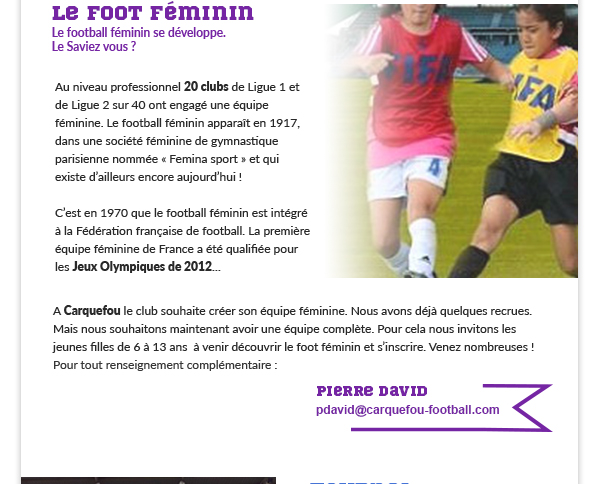 Le Foot Féminin
Le football féminin se développe.
Le Saviez vous ?
FIFA
FIFA
4
Au niveau professionnel 20 clubs de Ligue 1 et
de Ligue 2 sur 40 ont engagé une équipe
féminine. Le football féminin apparaît en 1917,
dans une société féminine de gymnastique
parisienne nommée « Femina sport » et qui
existe d'ailleurs encore aujourd'hui !
C'est en 1970 que le football féminin est intégré
à la Fédération française de football. La première
équipe féminine de France a été qualifiée pour
les Jeux Olympiques de 2012...
A Carquefou le club souhaite créer son équipe féminine. Nous avons déjà quelques recrues.
Mais nous souhaitons maintenant avoir une équipe complète. Pour cela nous invitons les
jeunes filles de 6 à 13 ans à venir découvrir le foot féminin et s'inscrire. Venez nombreuses !
Pour tout renseignement complémentaire :
Pierre David
pdavid@carquefou-football.com